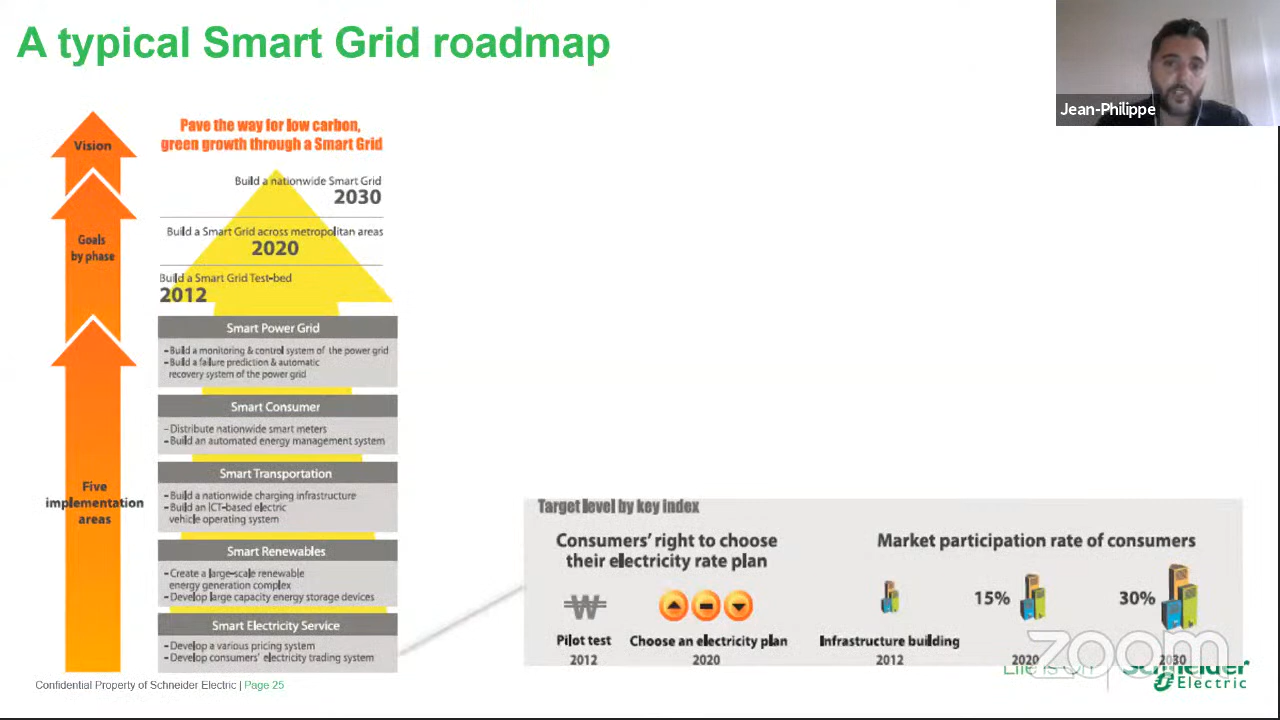 A typical Smart Grid roadmap
Jean-Philippe
Vision
Pave the way for low carbon,
green growth through a Smart Grid
Build a nationwide Smart Grid
2030
Goals
by phase
Build a Smart Grid across metropolitan areas
2020
Build a Smart Grid Test-bed
2012
Five
implementation
areas
Smart Power Grid
- Build a monitoring & control system of the power grid
- Build a failure prediction & automatic
recovery system of the power grid
Smart Consumer
- Distribute nationwide smart meters
- Build an automated energy management system
Smart Transportation
- Build a nationwide charging infrastructure
- Build an ICT-based electric
vehicle operating system
Smart Renewables
- Create a large-scale renewable
energy generation complex
- Develop large capacity energy storage devices
Smart Electricity Service
- Develop a various pricing system
- Develop consumers' electricity trading system
Target level by key index
Consumers' right to choose
their electricity rate plan
₩
Pilot test
2012
Choose an electricity plan
2020
Market participation rate of consumers
Infrastructure building
2012
15%
2020
30%
2030
zoom
Life Is On
Schneider
Electric
Confidential Property of Schneider Electric | Page 25